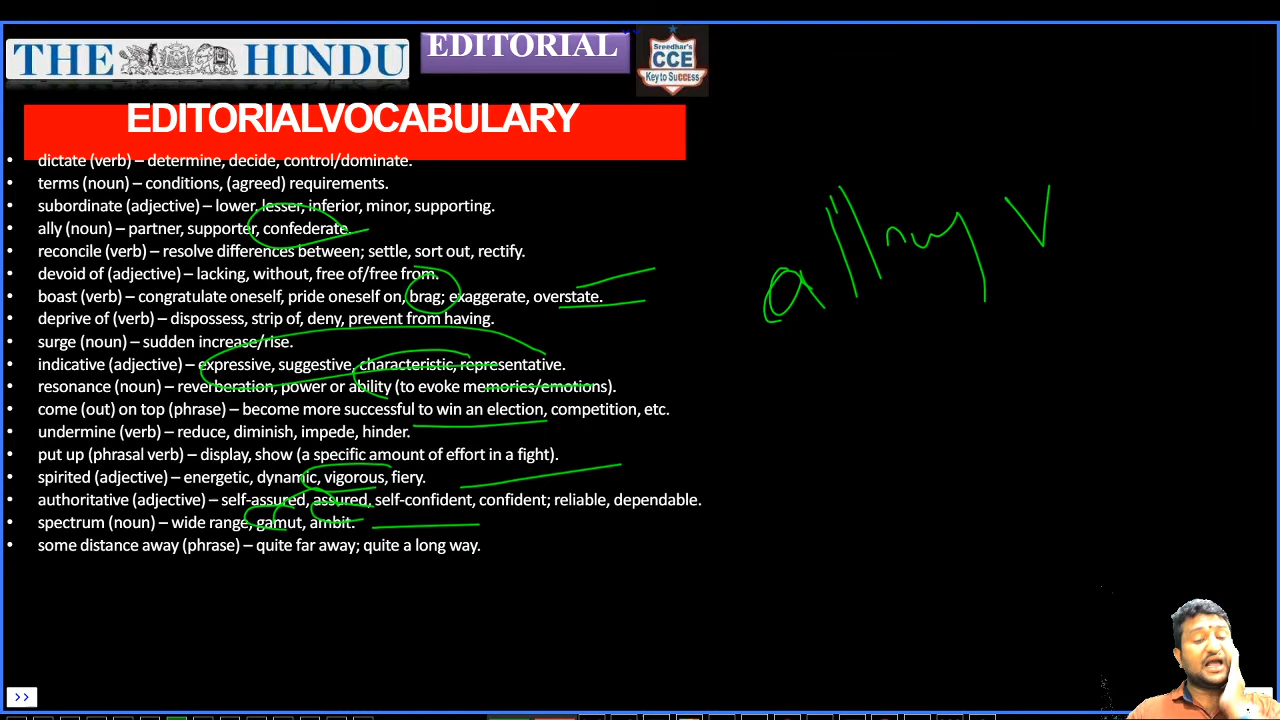 THE HINDU
EDITORIAL
Sreedhar's
CCE
Key to Success
EDITORIALVOCABULARY
• dictate (verb) – determine, decide, control/dominate.
• terms (noun) – conditions, (agreed) requirements.
• subordinate (adjective) – lower, lesser, inferior, minor, supporting.
• ally (noun) – partner, supporter, confederate.
• reconcile (verb) – resolve differences between; settle, sort out, rectify.
• devoid of (adjective) – lacking, without, free of/free from.
• boast (verb) – congratulate oneself, pride oneself on, brag; exaggerate, overstate.
• deprive of (verb) – dispossess, strip of, deny, prevent from having.
• surge (noun) – sudden increase/rise.
• indicative (adjective) – expressive, suggestive, characteristic, representative.
• resonance (noun) – reverberation, power or ability (to evoke memories/emotions).
• come (out) on top (phrase) – become more successful to win an election, competition, etc.
• undermine (verb) – reduce, diminish, impede, hinder.
• put up (phrasal verb) – display, show (a specific amount of effort in a fight).
• spirited (adjective) – energetic, dynamic, vigorous, fiery.
• authoritative (adjective) – self-assured, assured, self-confident, confident; reliable, dependable.
• spectrum (noun) – wide range, gamut, ambit.
• some distance away (phrase) – quite far away; quite a long way.
>>